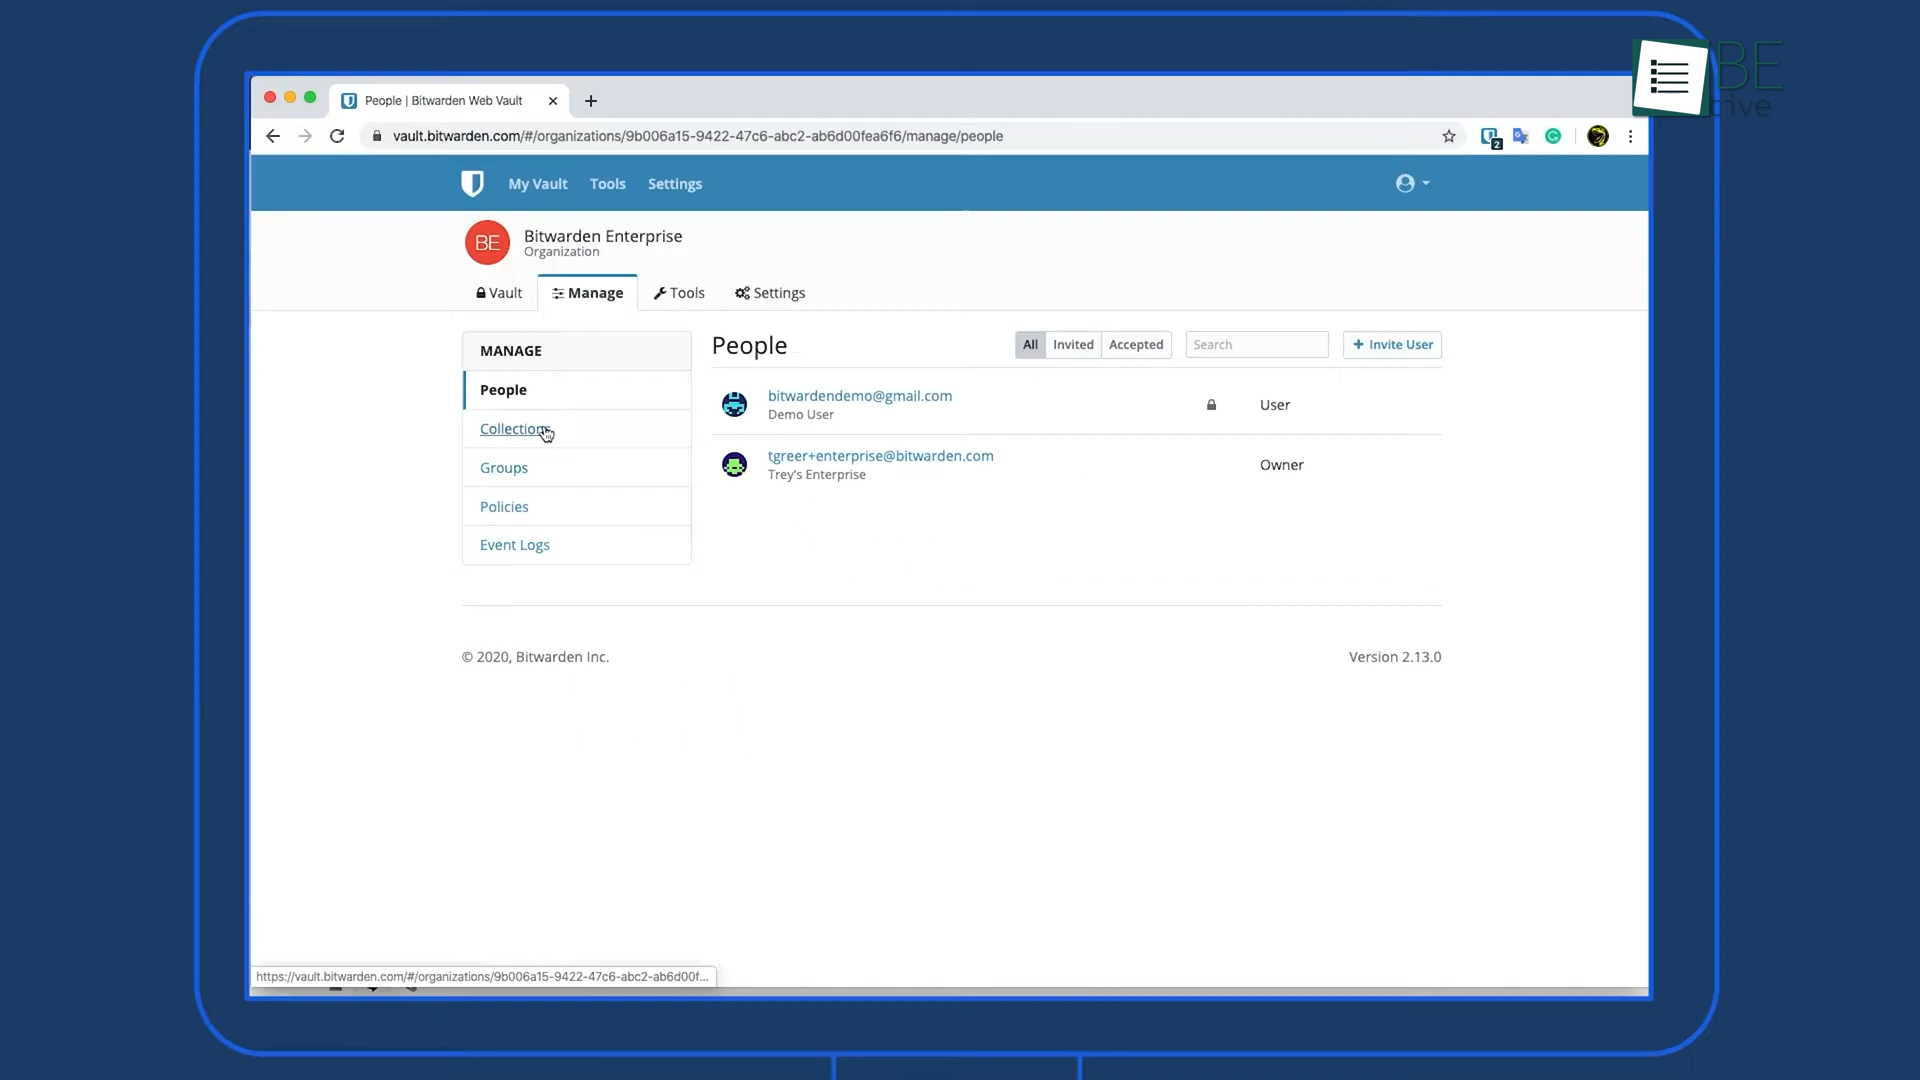 BE
tive
People | Bitwarden Web Vault
vault.bitwarden.com/#/organizations/9b006a15-9422-47c6-abc2-ab6d00fea6f6/manage/people
2
My Vault Tools Settings
BE
Bitwarden Enterprise
Organization
Vault Manage Tools Settings
MANAGE
People
Collections
Groups
Policies
Event Logs
People
All Invited Accepted Search + Invite User
bitwardendemo@gmail.com
Demo User
User
tgreer+enterprise@bitwarden.com
Trey's Enterprise
Owner
© 2020, Bitwarden Inc.
Version 2.13.0
https://vault.bitwarden.com/#/organizations/9b006a15-9422-47c6-abc2-ab6d00f...